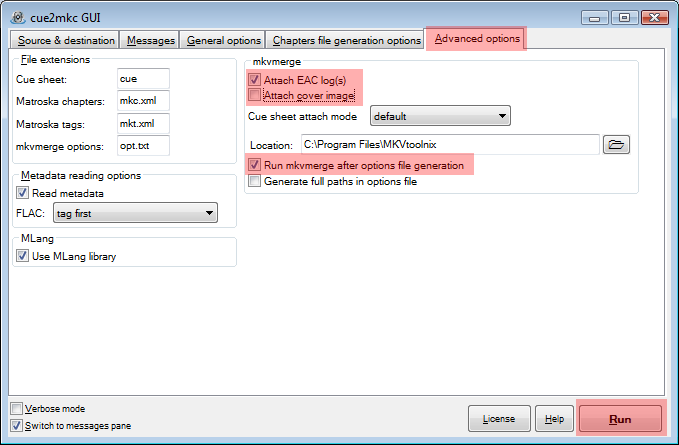 cue2mkc GUI
Source & destination Messages General options Chapters file generation options Advanced options
File extensions
Cue sheet: cue
Matroska chapters: mkc.xml
Matroska tags: mkt.xml
mkvmerge options: opt.txt
Metadata reading options
Read metadata
FLAC: tag first
MLang
Use MLang library
mkvmerge
Attach EAC log(s)
Attach cover image
Cue sheet attach mode default
Location: C:\Program Files\MKVtoolnix
Run mkvmerge after options file generation
Generate full paths in options file
Verbose mode
Switch to messages pane
License Help Run